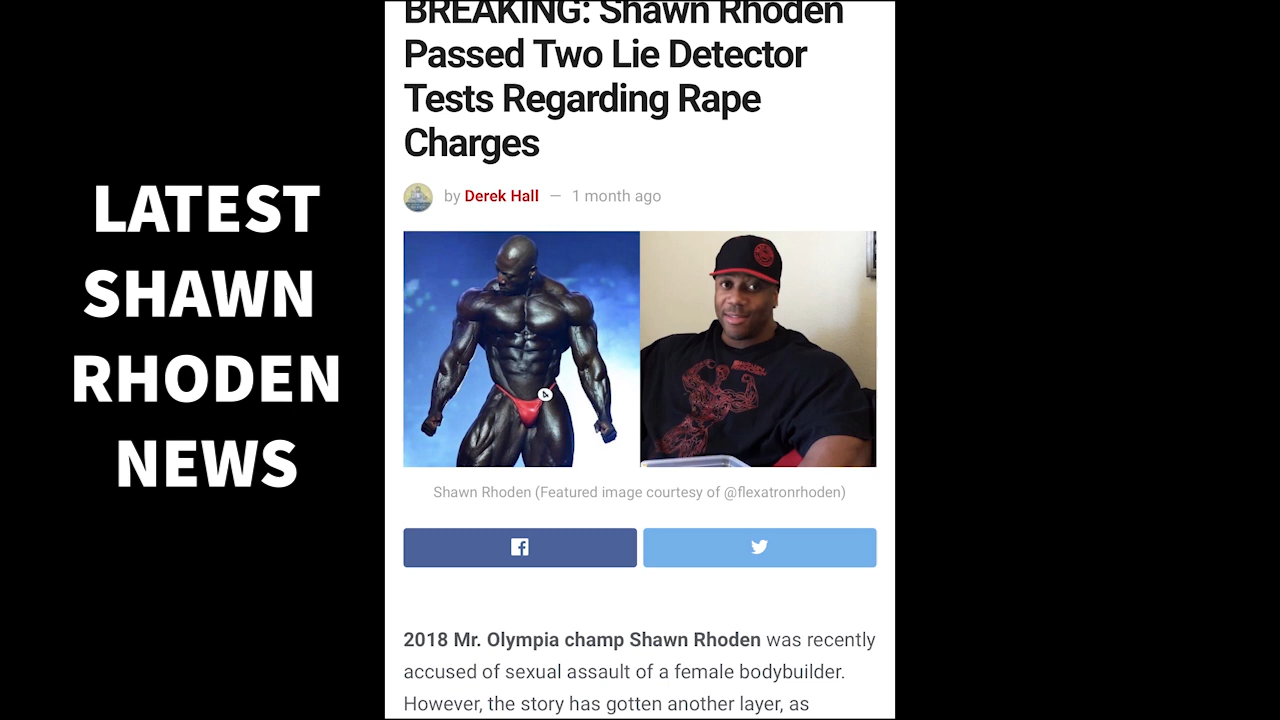 LATEST
SHAWN
RHODEN
NEWS
BREAKING: Shawn Rhoden
Passed Two Lie Detector
Tests Regarding Rape
Charges
by Derek Hall — 1 month ago
4
Shawn Rhoden (Featured image courtesy of @flexatronrhoden)
2018 Mr. Olympia champ Shawn Rhoden was recently
accused of sexual assault of a female bodybuilder.
However, the story has gotten another layer, as